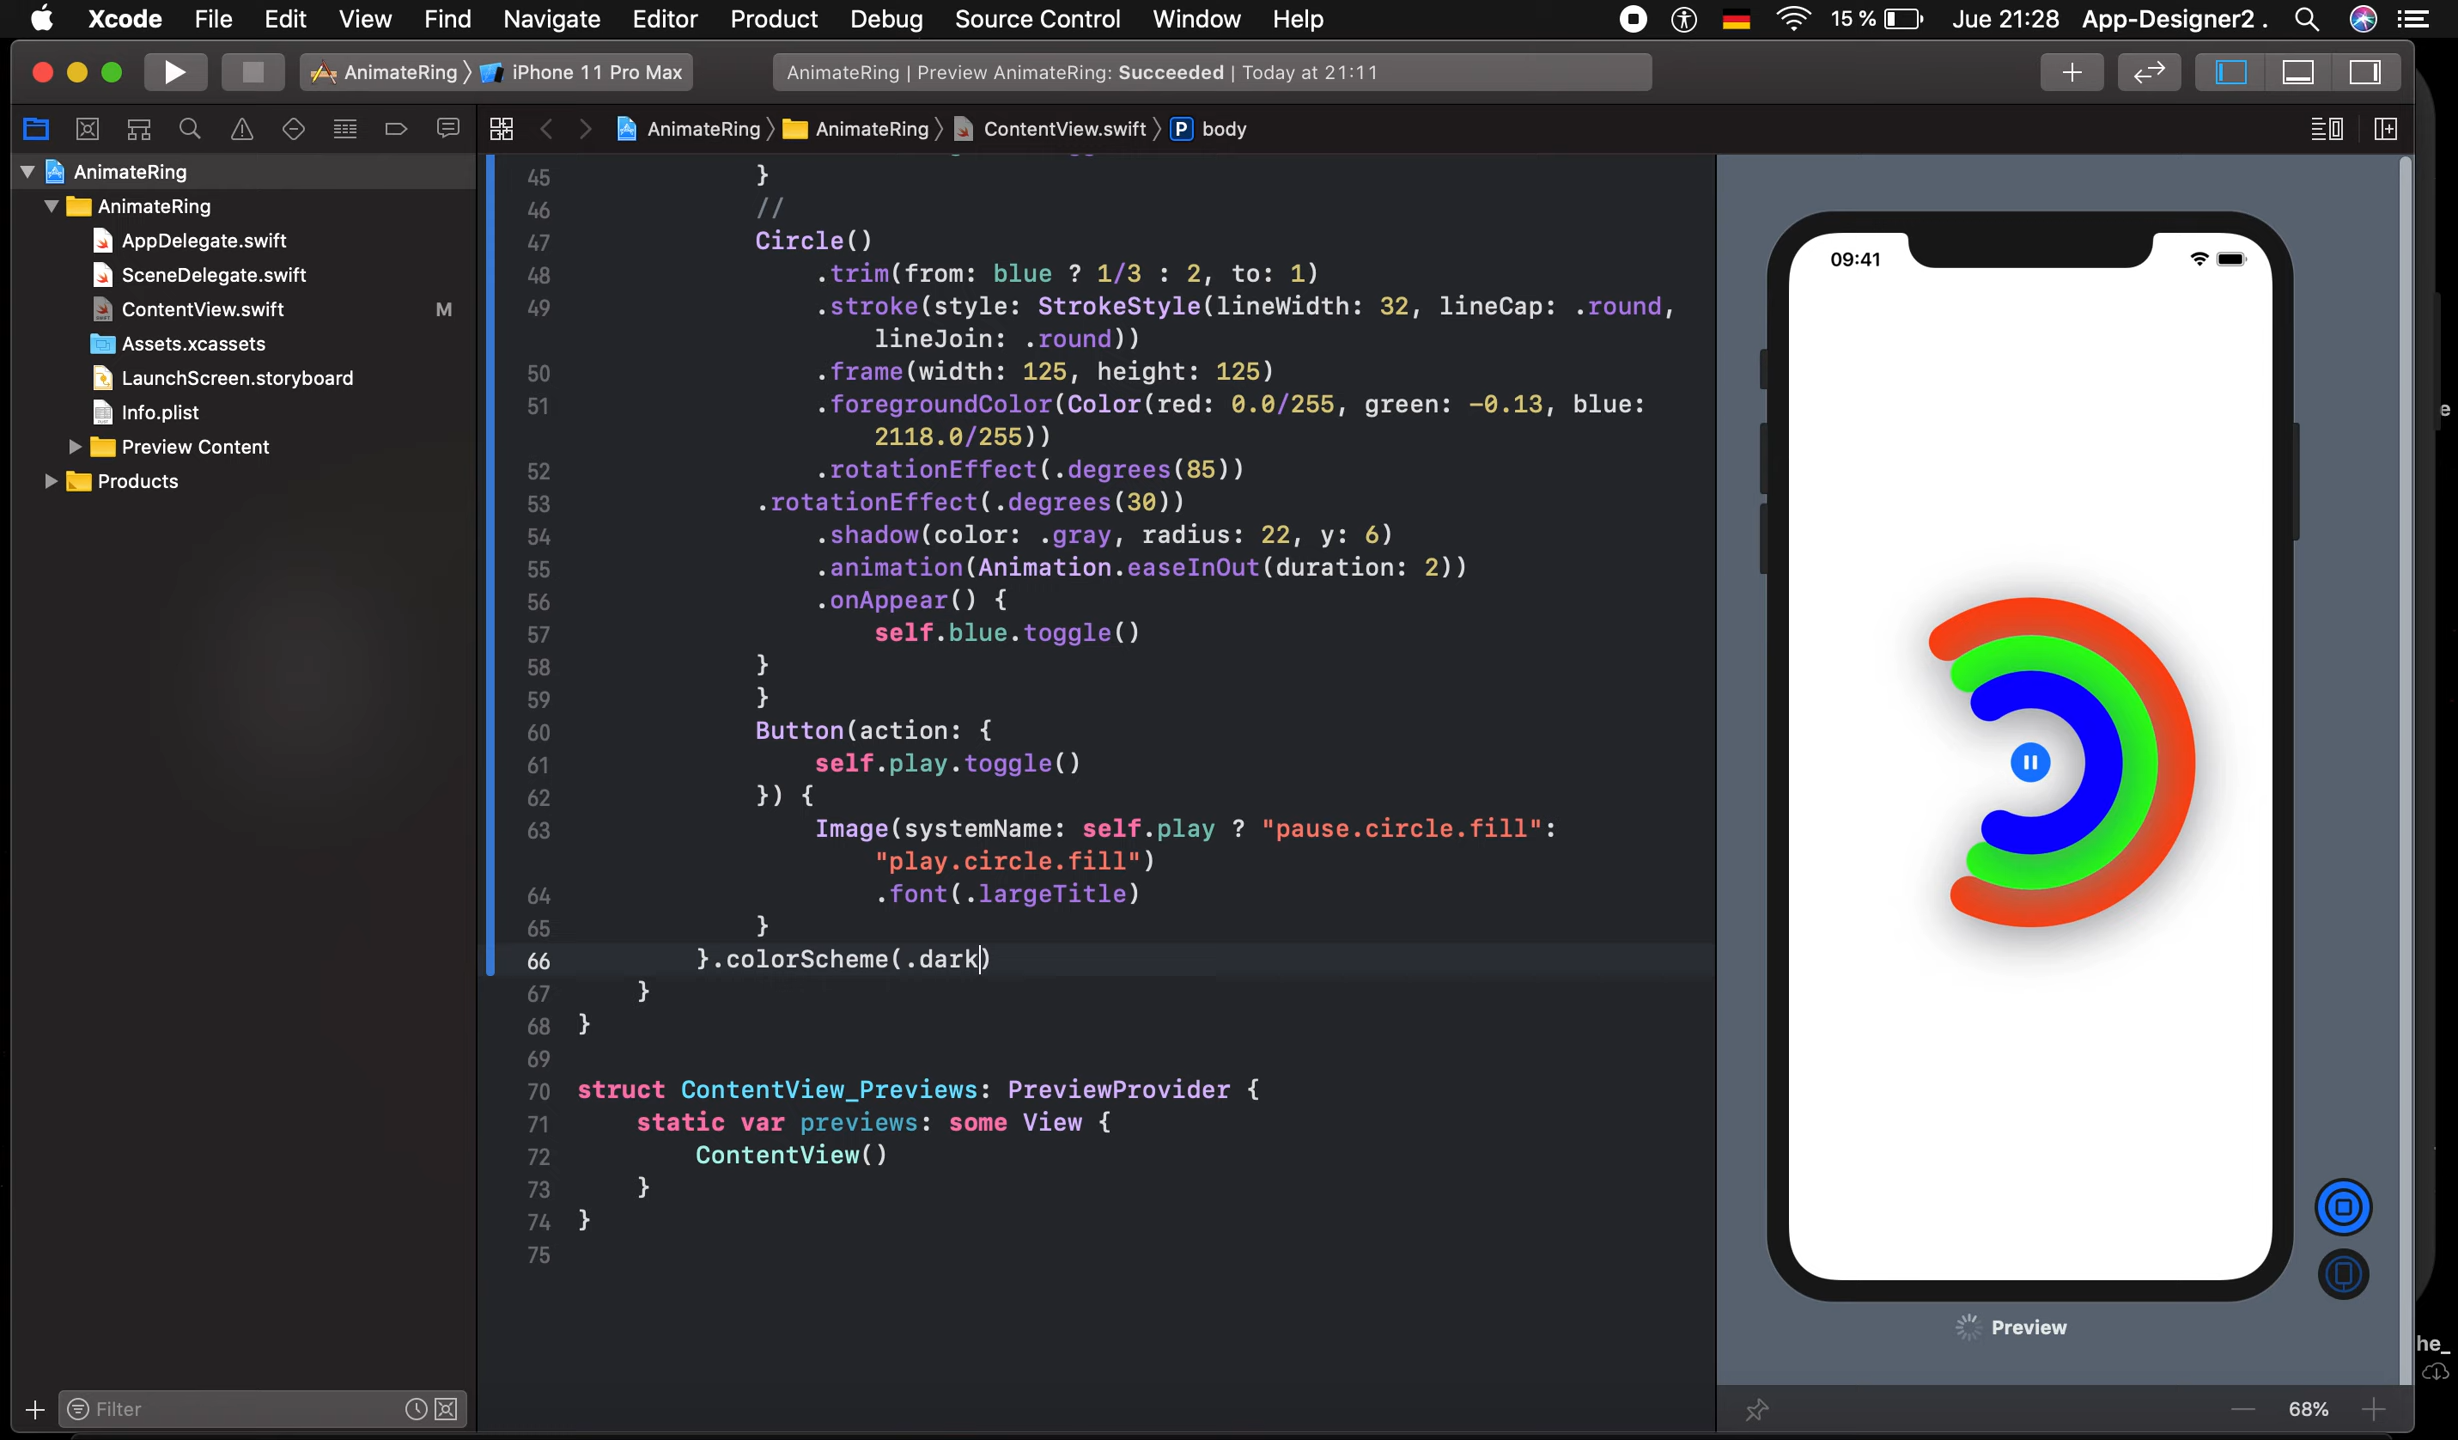 Xcode File Edit View Find Navigate Editor Product Debug Source Control Window Help 15 % Jue 21:28 App-Designer2 .
AnimateRing iPhone 11 Pro Max
AnimateRing | Preview AnimateRing: Succeeded | Today at 21:11
AnimateRing AnimateRing ContentView.swift P body
AnimateRing
AnimateRing
AppDelegate.swift
SceneDelegate.swift
ContentView.swift M
Assets.xcassets
LaunchScreen.storyboard
Info.plist
Preview Content
Products
Filter
45 }
46 //
47 Circle()
48 .trim(from: blue ? 1/3 : 2, to: 1)
49 .stroke(style: StrokeStyle(lineWidth: 32, lineCap: .round,
lineJoin: .round))
50 .frame(width: 125, height: 125)
51 .foregroundColor(Color(red: 0.0/255, green: -0.13, blue:
2118.0/255))
52 .rotationEffect(.degrees(85))
53 .rotationEffect(.degrees(30))
54 .shadow(color: .gray, radius: 22, y: 6)
55 .animation(Animation.easeInOut(duration: 2))
56 .onAppear() {
57 self.blue.toggle()
58 }
59 }
60 Button(action: {
61 self.play.toggle()
62 }) {
63 Image(systemName: self.play ? "pause.circle.fill":
"play.circle.fill")
64 .font(.largeTitle)
65 }
66 }.colorScheme(.dark)
67 }
68 }
69
70 struct ContentView_Previews: PreviewProvider {
71 static var previews: some View {
72 ContentView()
73 }
74 }
75
09:41
Preview
68%
e
he_